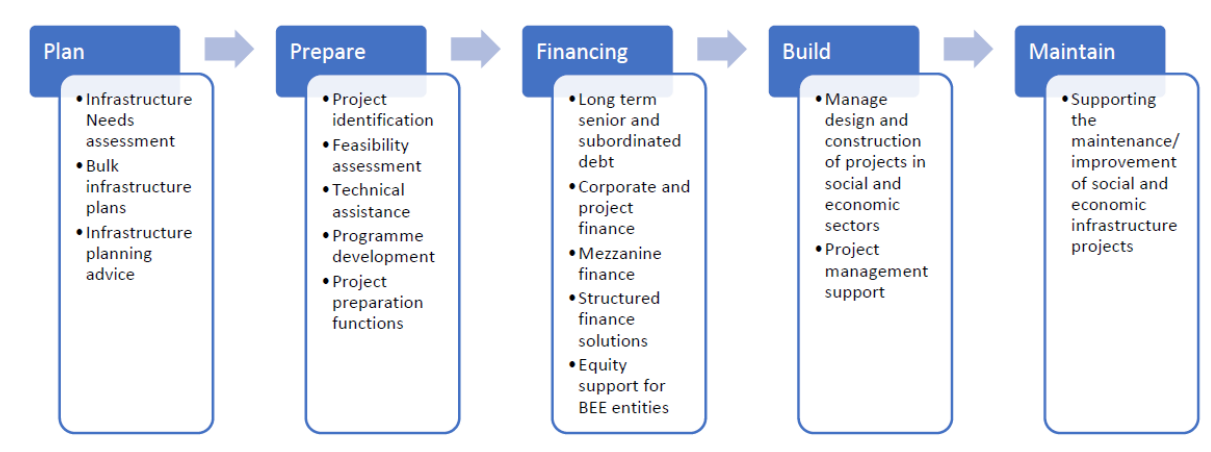 Plan
• Infrastructure
Needs
assessment
• Bulk
infrastructure
plans
• Infrastructure
planning
advice
Prepare
• Project
identification
• Feasibility
assessment
• Technical
assistance
• Programme
development
• Project
preparation
functions
Financing
• Long term
senior and
subordinated
debt
• Corporate and
project
finance
• Mezzanine
finance
• Structured
finance
solutions
• Equity
support for
BEE entities
Build
• Manage
design and
construction
of projects in
social and
economic
sectors
• Project
management
support
Maintain
• Supporting
the
maintenance/
improvement
of social and
economic
infrastructure
projects